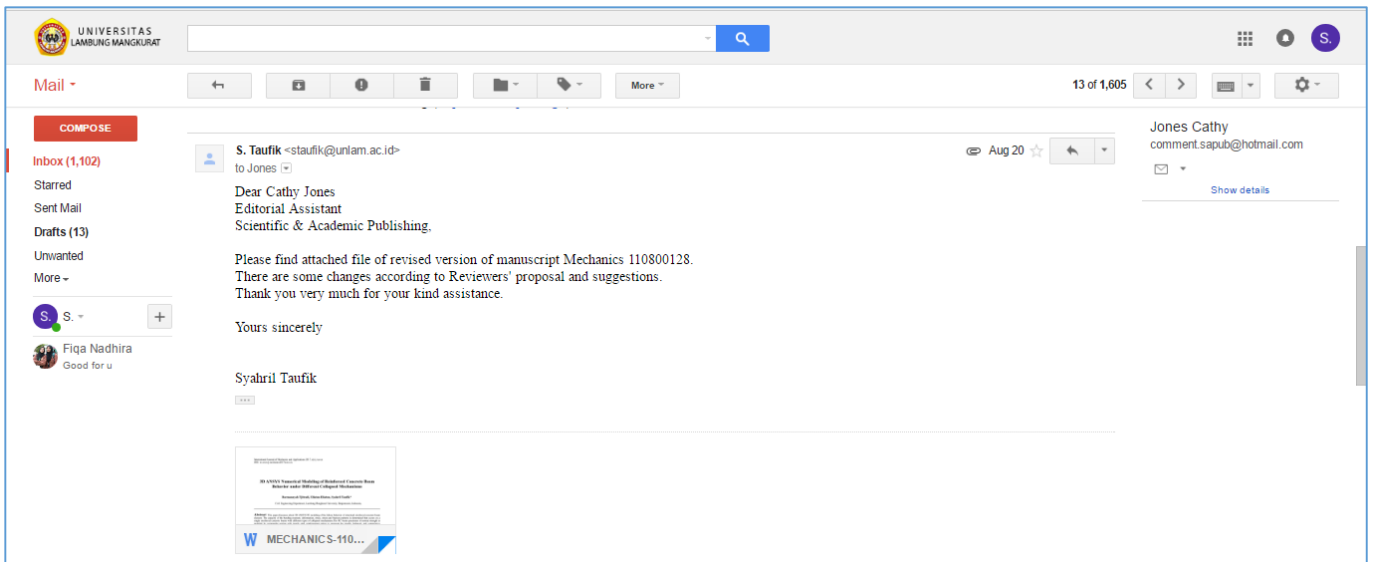 UNIVERSITAS
LAMBUNG MANGKURAT
S.
Mail
More
13 of 1,605
COMPOSE
Inbox (1,102)
Starred
Sent Mail
Drafts (13)
Unwanted
More
S. S.
Fiqa Nadhira
Good for u
S. Taufik <staufik@unlam.ac.id>
Aug 20
to Jones
Dear Cathy Jones
Editorial Assistant
Scientific & Academic Publishing,
Please find attached file of revised version of manuscript Mechanics 110800128.
There are some changes according to Reviewers' proposal and suggestions.
Thank you very much for your kind assistance.
Yours sincerely
Syahril Taufik
3D ANSYS Numerical Modeling of Reinforced Concrete Beam
Behavior under Different Collapsed Mechanisms
W MECHANICS-110...
Jones Cathy
comment.sapub@hotmail.com
Show details